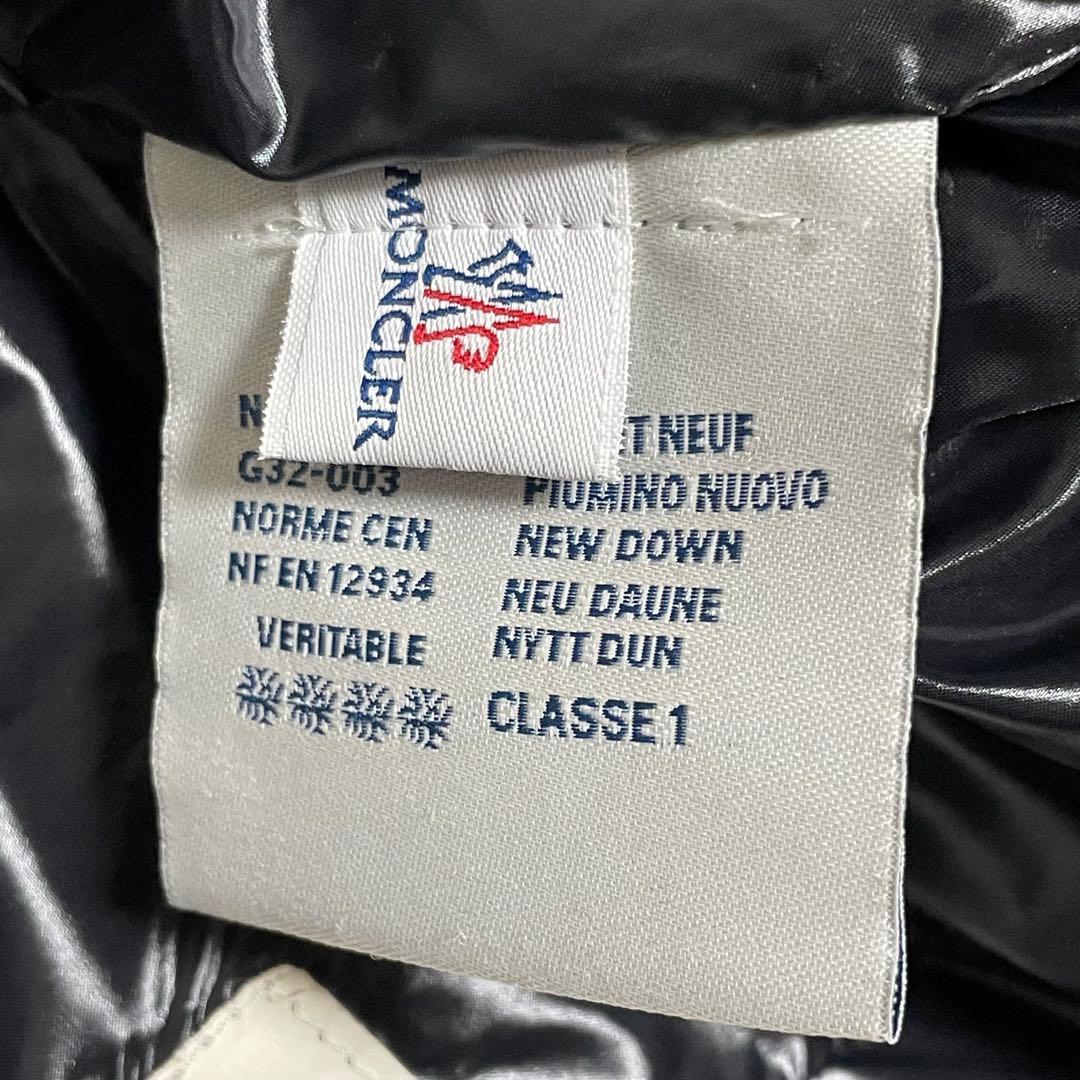 MONCLER
N
G32-003
NORME CEN
NF EN 12934
VERITABLE
T NEUF
PIUMINO NUOVO
NEW DOWN
NEU DAUNE
NYTT DUN
CLASSE 1